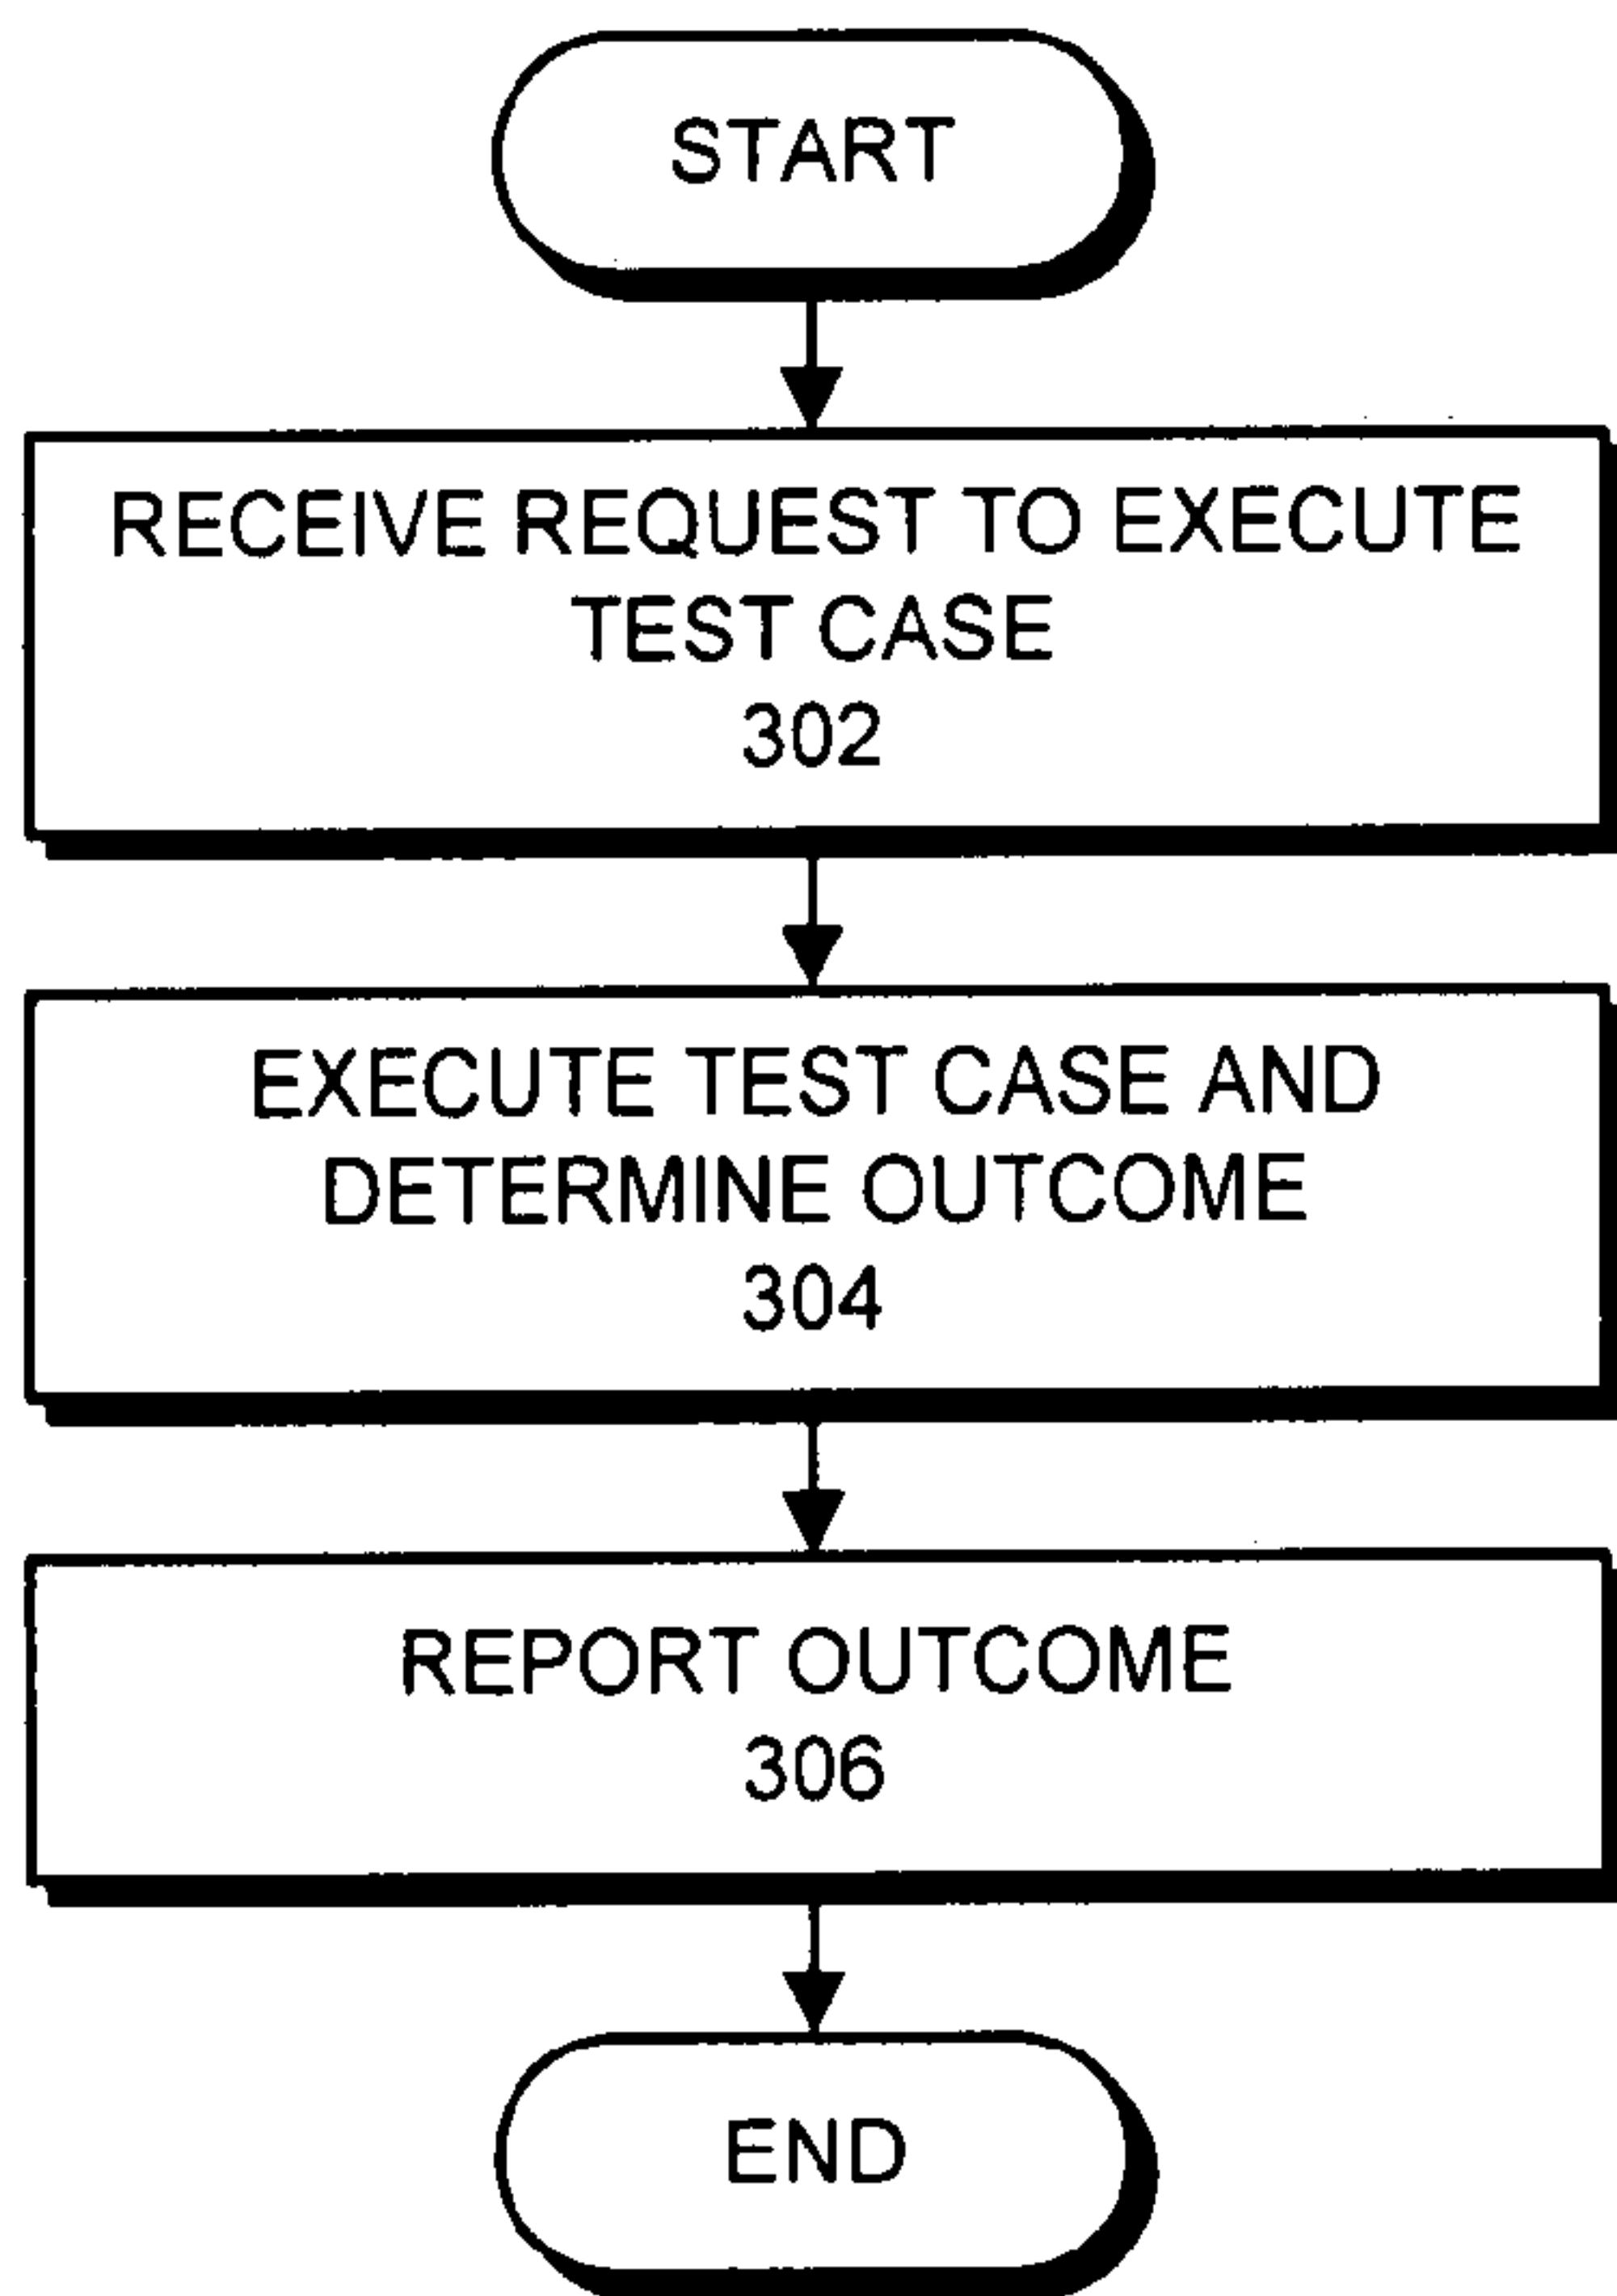 START
RECEIVE REQUEST TO EXECUTE
TEST CASE
302
EXECUTE TEST CASE AND
DETERMINE OUTCOME
304
REPORT OUTCOME
306
END